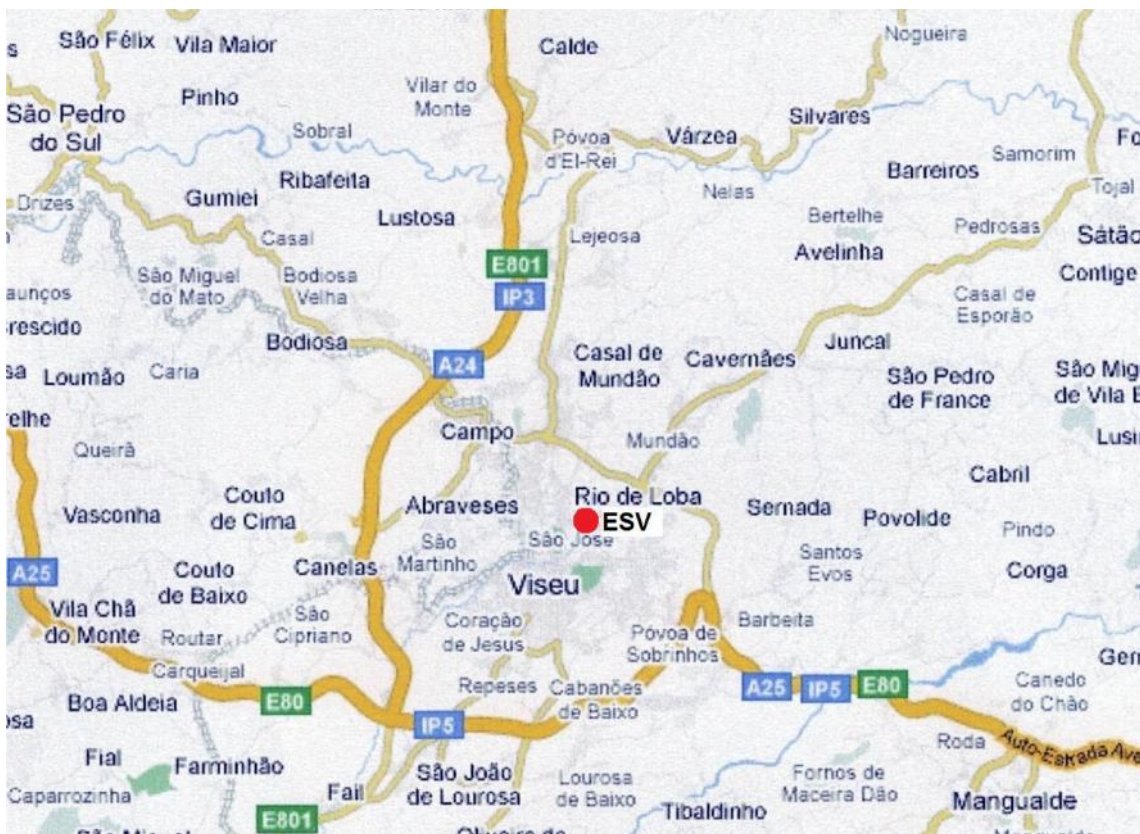 São Félix
Vila Maior
Calde
Nogueira
Vilar do
Monte
Pinho
São Pedro
do Sul
Sobral
Silvares
Várzea
Póvoa
d'El-Rei
Samorim
Barreiros
Ribafeita
Gumiei
Drizes
Nelas
Tojal
Lustosa
Bertelhe
Pedrosas
Casal
Lejeosa
Avelinha
Sátão
E801
São Miguel
do Mato
Bodiosa
Velha
Contige
IP3
Casal de
Esporão
Bodiosa
A24
Casal de
Mundão
Cavernães
Juncal
Loumão
Caria
São Pedro
de France
São Mig
de Vila
Campo
Mundão
Queirã
Cabril
Couto
de Cima
Abraveses
Rio de Loba
Sernada
Vasconha
ESV
Povolide
Pindo
São
Martinho
São José
Santos
Evos
A25
Couto
de Baixo
Canelas
Viseu
Corga
Vila Chã
do Monte
São
Cipriano
Coração
de Jesus
Barbeita
Routar
Póvoa de
Sobrinhos
Carqueijal
Repeses
Cabanões
de Baixo
A25
IP5
E80
Canedo
do Chão
Boa Aldeia
E80
IP5
Roda
Auto-Estrada Ave
Fial
Farminhão
Fail
São João
de Lourosa
Lourosa
de Baixo
Fornos de
Maceira Dão
Caparrozinha
E801
Tibaldinho
Mangualde